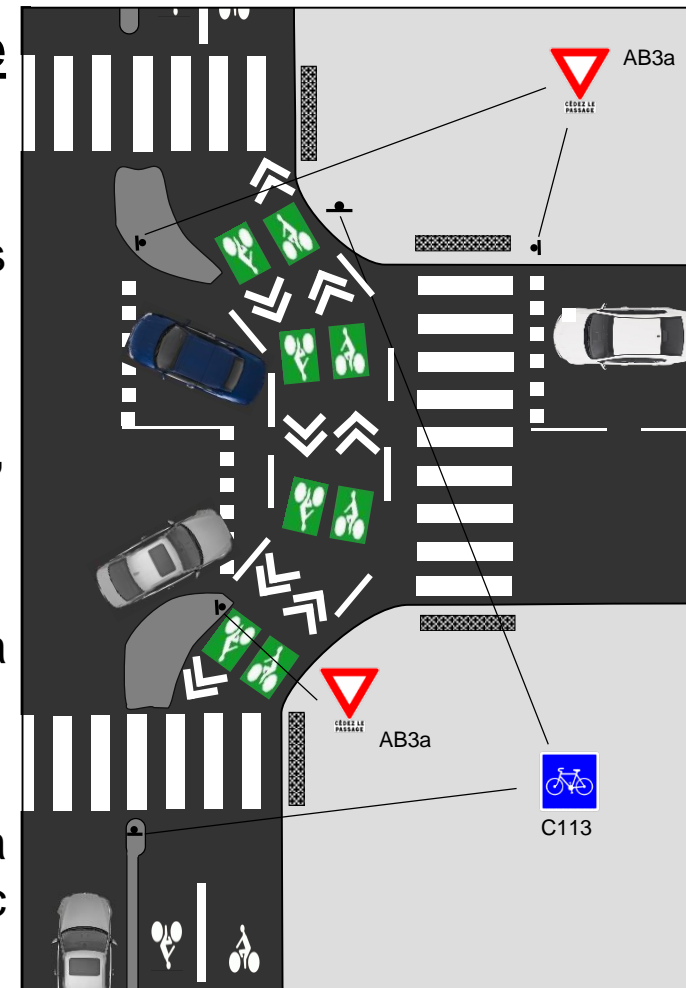 e
s
AB3a
CÉDEZ LE
PASSAGE
,
a
CÉDEZ LE
PASSAGE
AB3a
C113
a
c